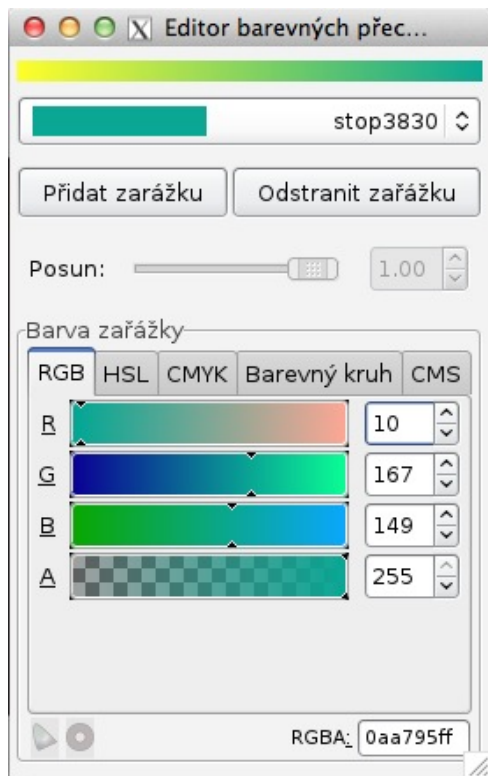 X Editor barevných přec...
stop3830
Přidat zarážku Odstranit zařážku
Posun: 1.00
Barva zařážky
RGB HSL CMYK Barevný kruh CMS
R 10
G 167
B 149
A 255
RGBA: 0aa795ff